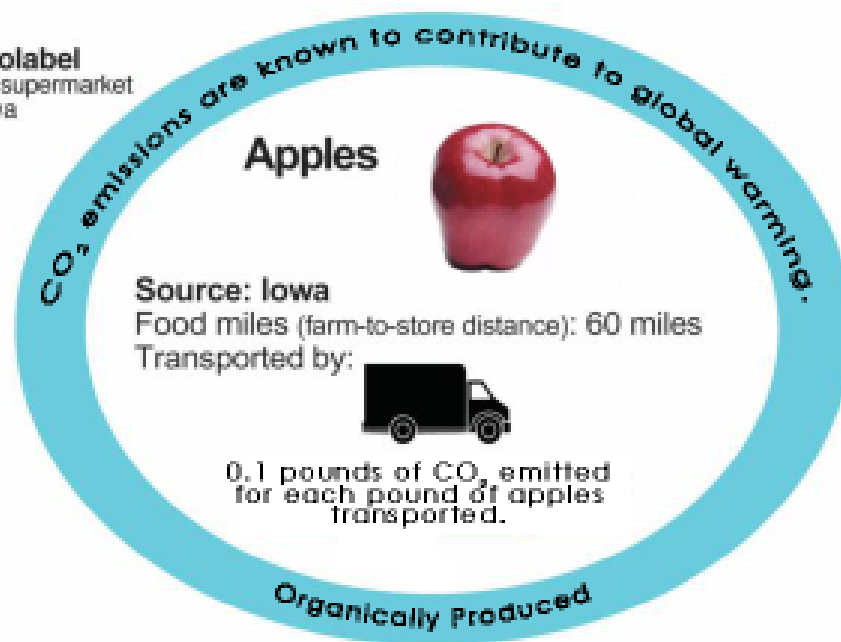 supermarket
CO₂ emissions are known to contribute to global warming.
Apples
Source: Iowa
Food miles (farm-to-store distance): 60 miles
Transported by:
0.1 pounds of CO₂ emitted
for each pound of apples
transported.
Organically Produced